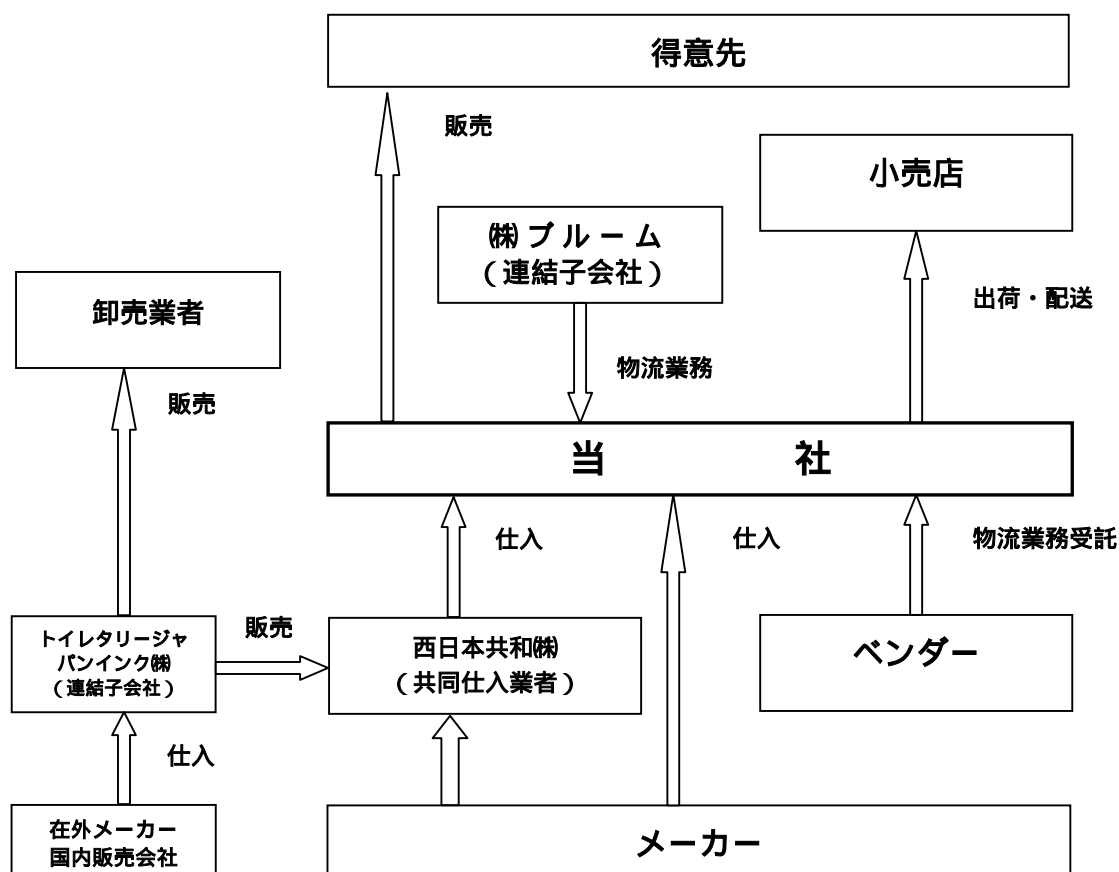 得意先
販売
小売店
㈱ブルーム
（連結子会社）
出荷・配送
卸売業者
物流業務
販売
当　　社
仕入
仕入
物流業務受託
トイレタリージャ
パンインク㈱
（連結子会社）
販売
西日本共和㈱
（共同仕入業者）
ベンダー
仕入
在外メーカー
国内販売会社
メーカー